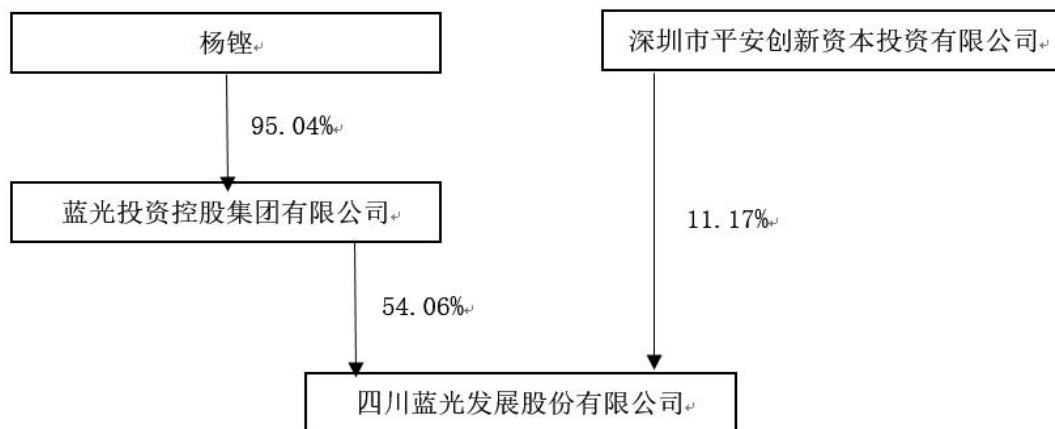 杨铿
深圳市平安创新资本投资有限公司
95.04%
蓝光投资控股集团有限公司
11.17%
54.06%
四川蓝光发展股份有限公司